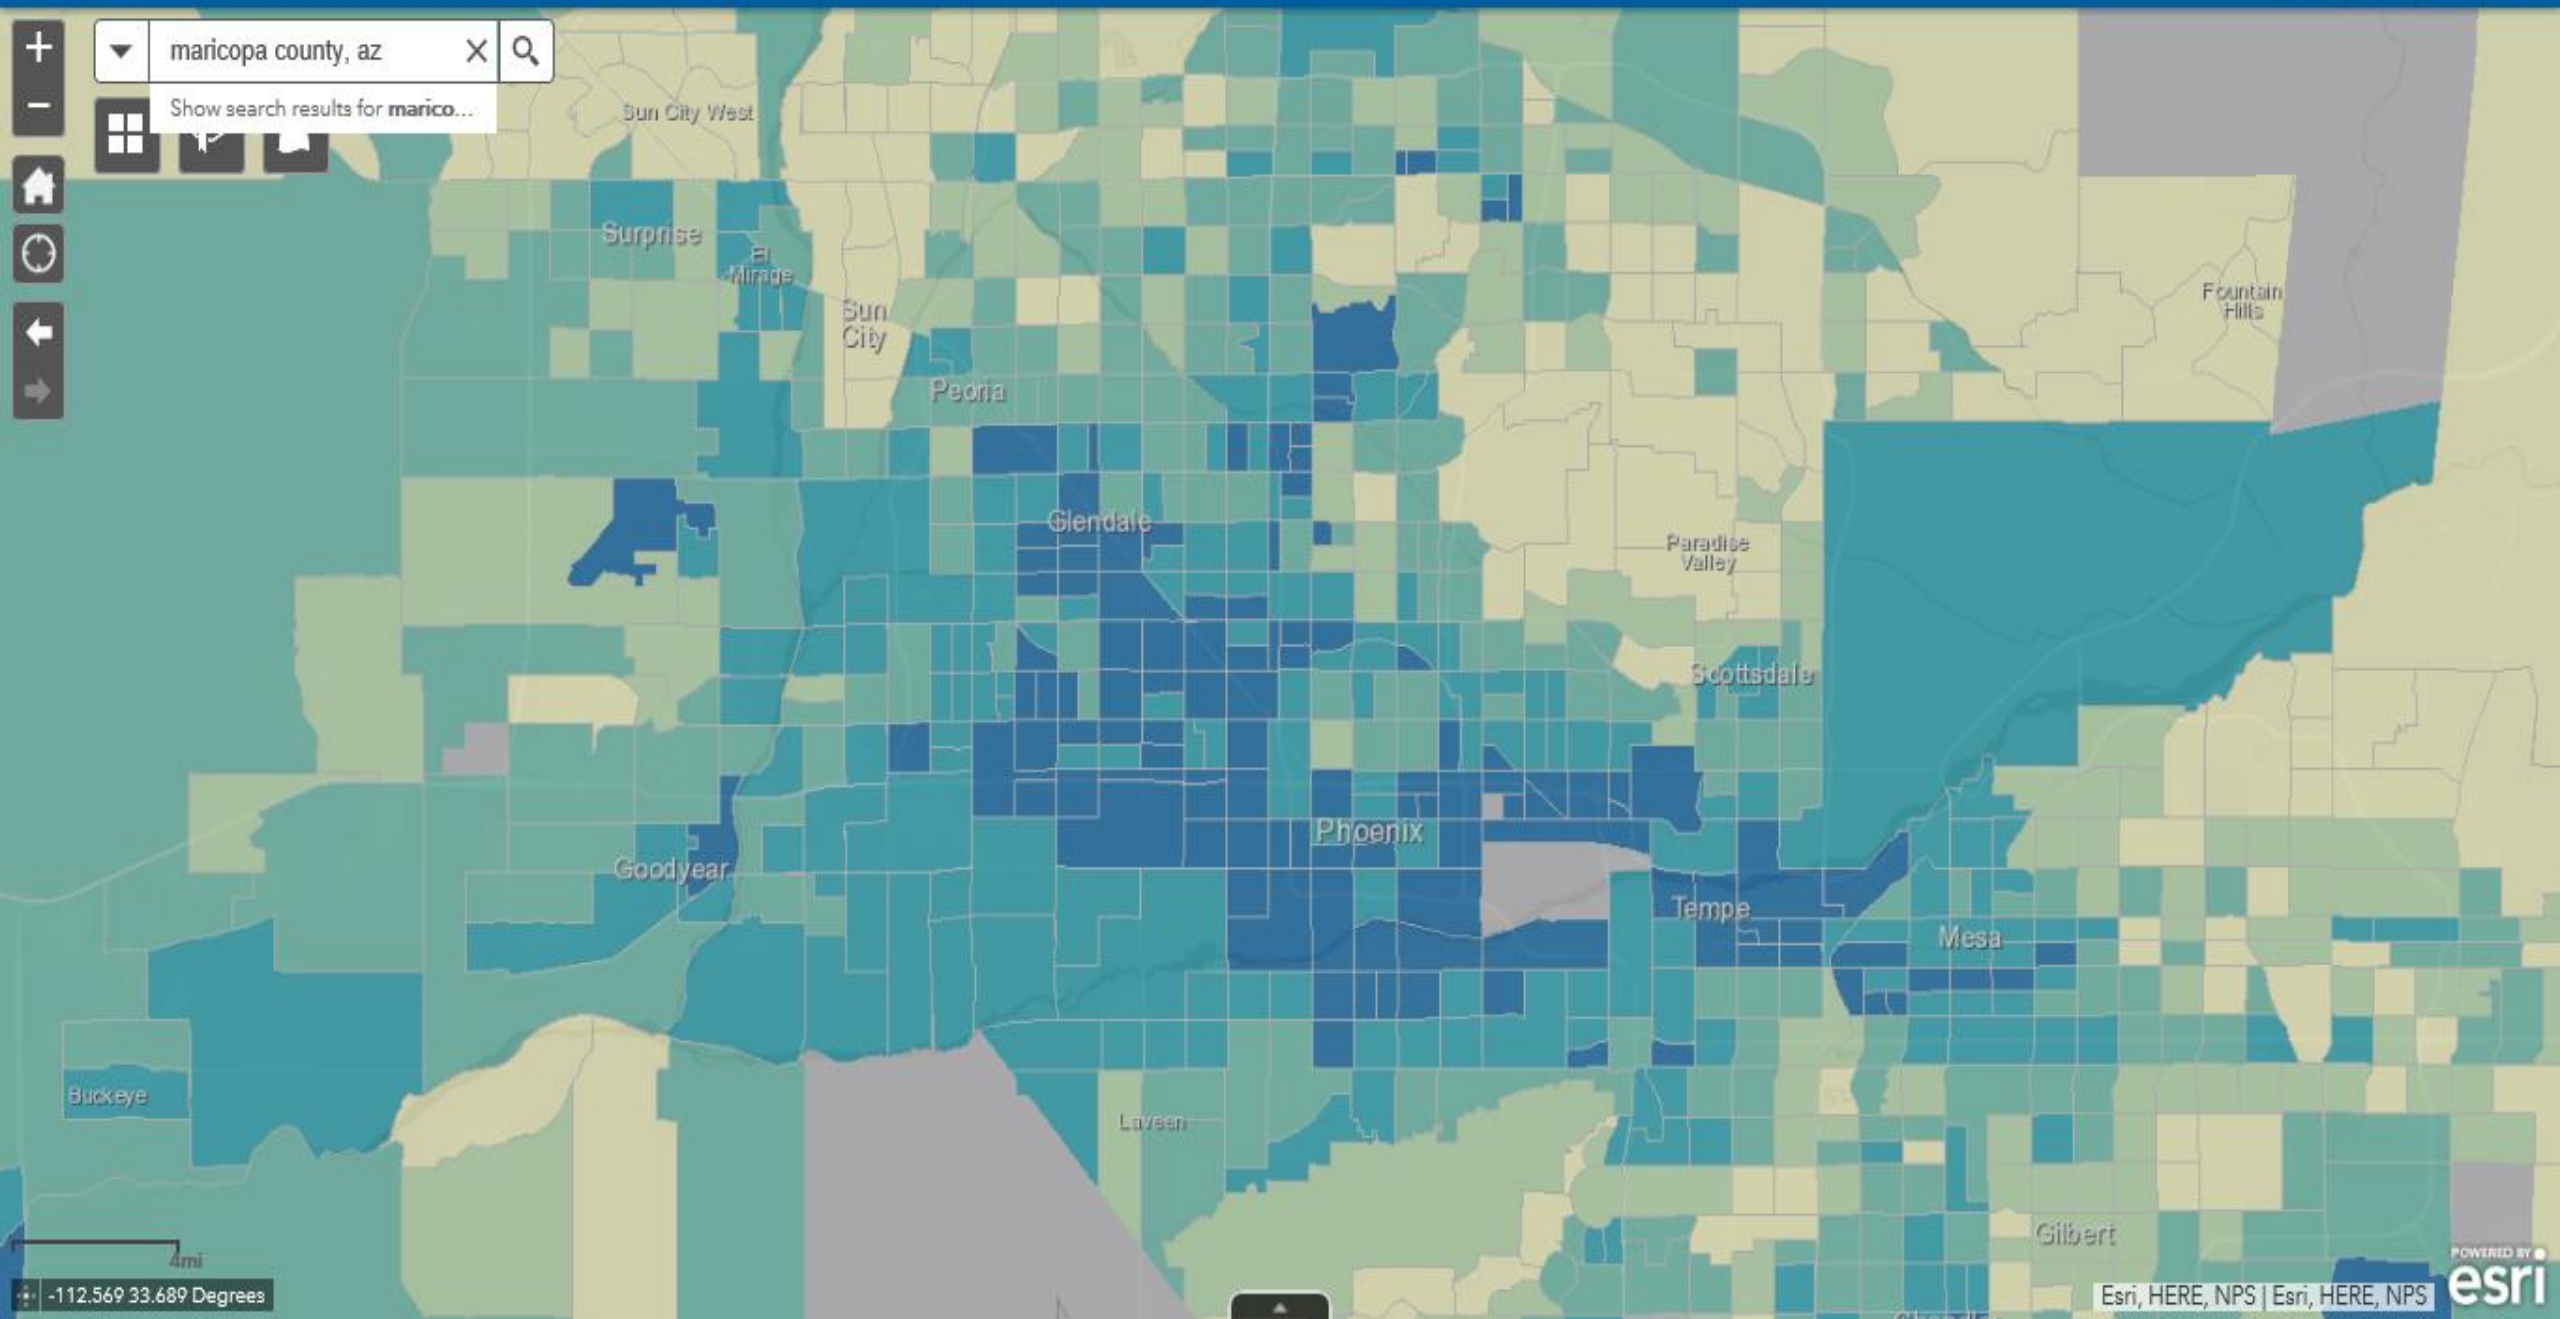 maricopa county, az
Show search results for marico...
Sun City West
Surprise
El
Mirage
Sun
City
Fountain
Hills
Peoria
Glendale
Paradise
Valley
Scottsdale
Phoenix
Goodyear
Tempe
Mesa
Buckeye
Laveen
Gilbert
4mi
-112.569 33.689 Degrees
POWERED BY
esri
Esri, HERE, NPS | Esri, HERE, NPS